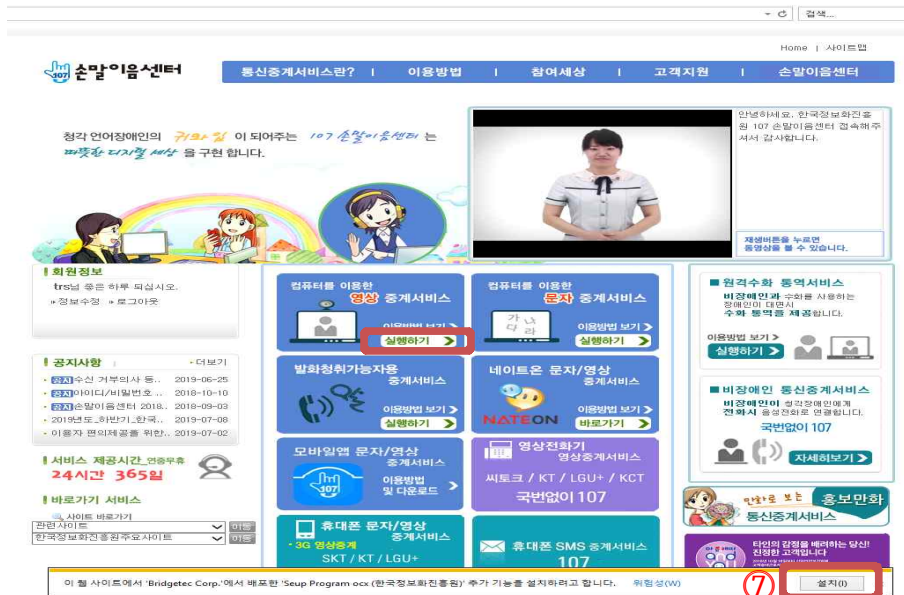 검색...
Home | 사이트맵
107 손말이음센터
통신중계서비스란? | 이용방법 | 참여세상 | 고객지원 | 손말이음센터
청각 언어장애인의 귀와 입 이 되어주는 107 손말이음센터 는
따뜻한 디지털 세상 을 구현 합니다.
안녕하세요. 한국정보화진흥
원 107 손말이음센터 접속해주
셔서 감사합니다.
재생버튼을 누르면
동영상을 볼 수 있습니다.
회원정보
trs님 좋은 하루 되십시오.
정보수정 로그아웃
공지사항 더보기
공지 수신 거부의사 등.. 2019-06-25
공지 아이디/비밀번호 .. 2018-10-10
공지 손말이음센터 2018.. 2018-09-03
2019년도_하반기_한국.. 2019-07-08
이용자 편의제공을 위한.. 2019-07-02
서비스 제공시간_연중무휴
24시간 365일
바로가기 서비스
사이트 바로가기
관련사이트 이동
한국정보화진흥원주요사이트 이동
컴퓨터를 이용한
영상 중계서비스
이용방법 보기
실행하기
컴퓨터를 이용한
문자 중계서비스
가 나
다 라
이용방법 보기
실행하기
발화청취가능자용
중계서비스
이용방법 보기
실행하기
네이트온 문자/영상
중계서비스
NATEON
이용방법 보기
바로가기
모바일앱 문자/영상
중계서비스
107
이용방법
및 다운로드
영상전화기
영상중계서비스
씨토크 / KT / LGU+ / KCT
국번없이 107
휴대폰 문자/영상
중계서비스
3G 영상중계
SKT / KT / LGU+
휴대폰 SMS 중계서비스
107
원격수화 통역서비스
비장애인과 수화를 사용하는
장애인이 대면시
수화 통역을 제공합니다.
이용방법 보기
실행하기
비장애인 통신중계서비스
비장애인이 청각장애인에게
전화시 음성전화로 연결합니다.
국번없이 107
자세히보기
만화로 보는 홍보만화
통신중계서비스
타인의 감정을 배려하는 당신!
진정한 고객입니다
이 웹 사이트에서 'Bridgetec Corp.'에서 배포한 'Seup Program ocx (한국정보화진흥원)' 추가 기능을 설치하려고 합니다. 위험성(W)
⑦ 설치(I)